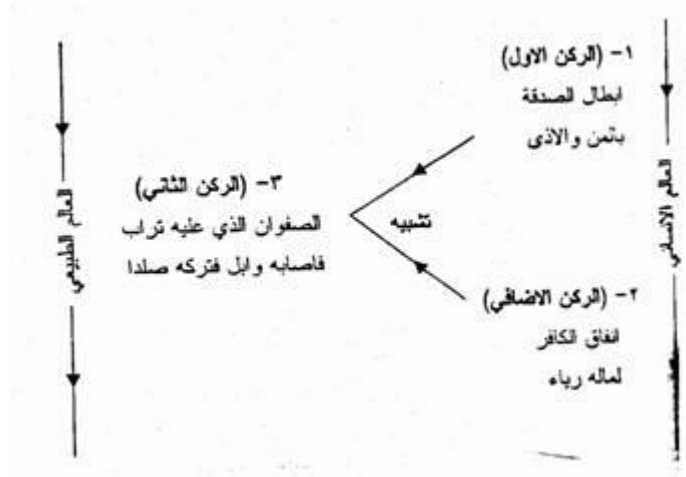 ١- (الركن الاول)
ابطال الصدقة
بالمن والاذى
العالم الانساني
تشبيه
٢- (الركن الاضافي)
انفاق الكافر
لماله رياء
٣- (الركن الثاني)
الصفوان الذي عليه تراب
فاصابه وابل فتركه صلدا
العالم الطبيعي